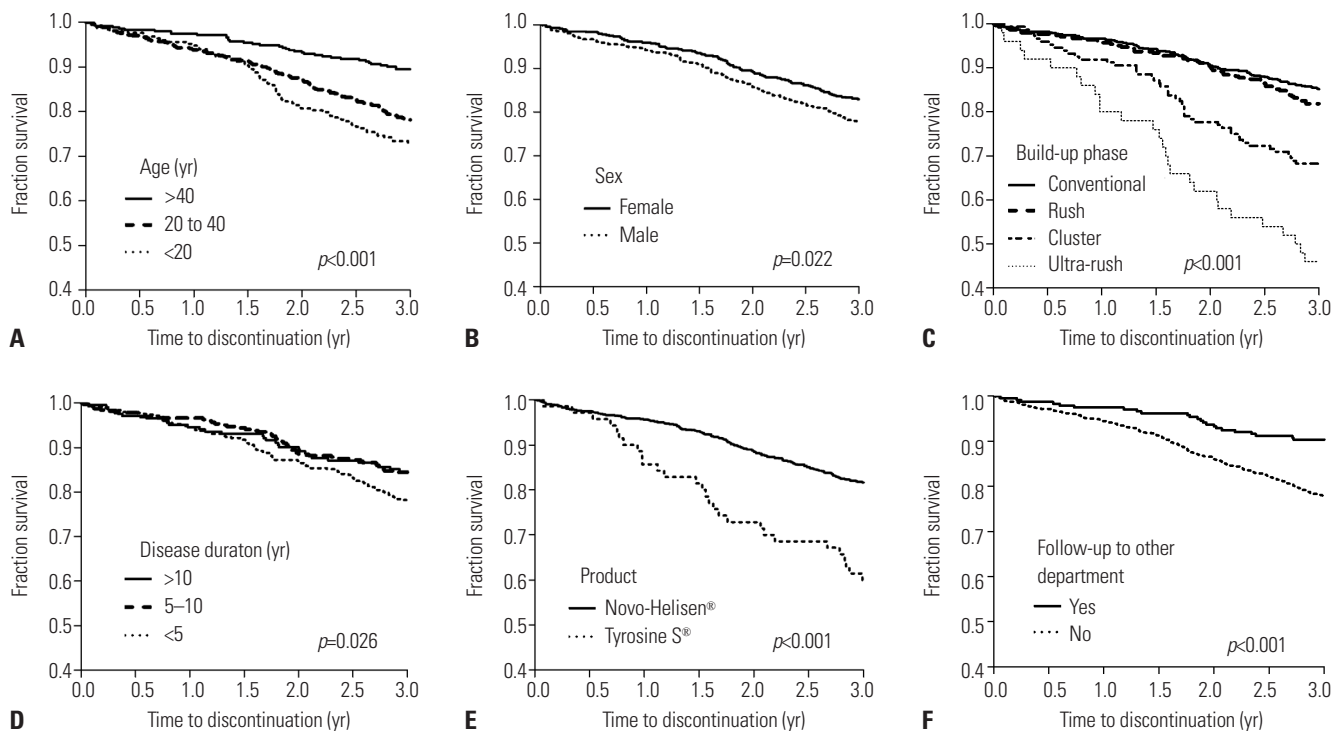 1.0
0.9
0.8
0.7
0.6
0.5
0.4
Fraction survival
Age (yr)
>40
20 to 40
<20
p<0.001
0.0 0.5 1.0 1.5 2.0 2.5 3.0
Time to discontinuation (yr)
A
1.0
0.9
0.8
0.7
0.6
0.5
0.4
Fraction survival
Sex
Female
Male
p=0.022
0.0 0.5 1.0 1.5 2.0 2.5 3.0
Time to discontinuation (yr)
B
1.0
0.9
0.8
0.7
0.6
0.5
0.4
Fraction survival
Build-up phase
Conventional
Rush
Cluster
Ultra-rush
p<0.001
0.0 0.5 1.0 1.5 2.0 2.5 3.0
Time to discontinuation (yr)
C
1.0
0.9
0.8
0.7
0.6
0.5
0.4
Fraction survival
Disease duraton (yr)
>10
5–10
<5
p=0.026
0.0 0.5 1.0 1.5 2.0 2.5 3.0
Time to discontinuation (yr)
D
1.0
0.9
0.8
0.7
0.6
0.5
0.4
Fraction survival
Product
Novo-Helisen®
Tyrosine S®
p<0.001
0.0 0.5 1.0 1.5 2.0 2.5 3.0
Time to discontinuation (yr)
E
1.0
0.9
0.8
0.7
0.6
0.5
0.4
Fraction survival
Follow-up to other
department
Yes
No
p<0.001
0.0 0.5 1.0 1.5 2.0 2.5 3.0
Time to discontinuation (yr)
F